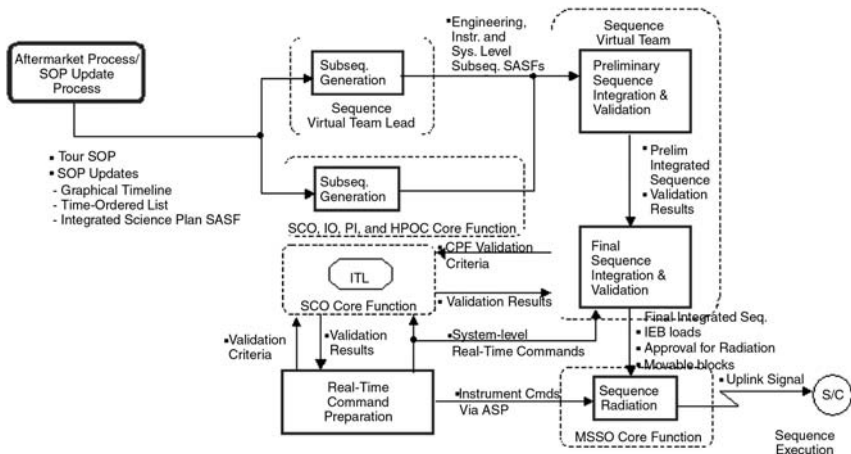 Aftermarket Process/
SOP Update
Process
▪ Tour SOP
▪ SOP Updates
- Graphical Timeline
- Time-Ordered List
- Integrated Science Plan SASF
Subseq.
Generation
Sequence
Virtual Team Lead
▪Engineering,
Instr. and
Sys. Level
Subseq. SASFs
Subseq.
Generation
SCO, IO, PI, and HPOC Core Function
Sequence
Virtual Team
Preliminary
Sequence
Integration &
Validation
▪ Prelim
Integrated
Sequence
▪ Validation
Results
Final
Sequence
Integration &
Validation
▪ CPF Validation
Criteria
ITL
SCO Core Function
▪ Validation Results
▪Validation
Criteria
▪Validation
Results
▪System-level
Real-Time Commands
Final Integrated Seq.
▪ IEB loads
▪ Approval for Radiation
▪ Movable blocks
Real-Time
Command
Preparation
▪Instrument Cmds
Via ASP
Sequence
Radiation
MSSO Core Function
▪ Uplink Signal
S/C
Sequence
Execution